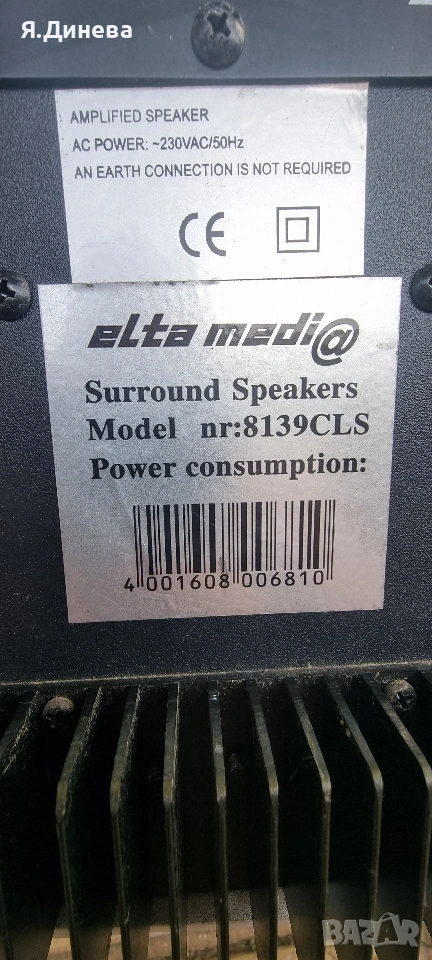 Я.Динева
AMPLIFIED SPEAKER
AC POWER: ~230VAC/50Hz
AN EARTH CONNECTION IS NOT REQUIRED
CE
elta medi@
Surround Speakers
Model nr:8139CLS
Power consumption:
4 001608 006810
BAZAR